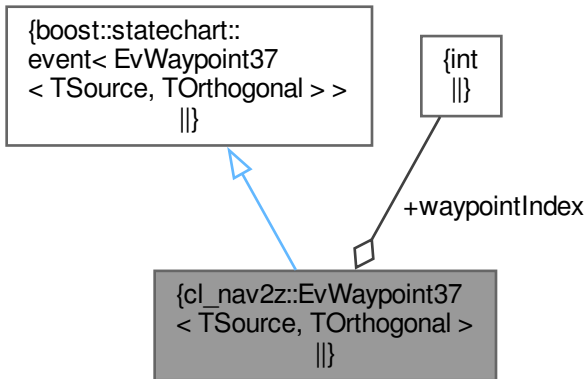 {boost::statechart::
event< EvWaypoint37
< TSource, TOrthogonal > >
||}
{int
||}
+waypointIndex
{cl_nav2z::EvWaypoint37
< TSource, TOrthogonal >
||}